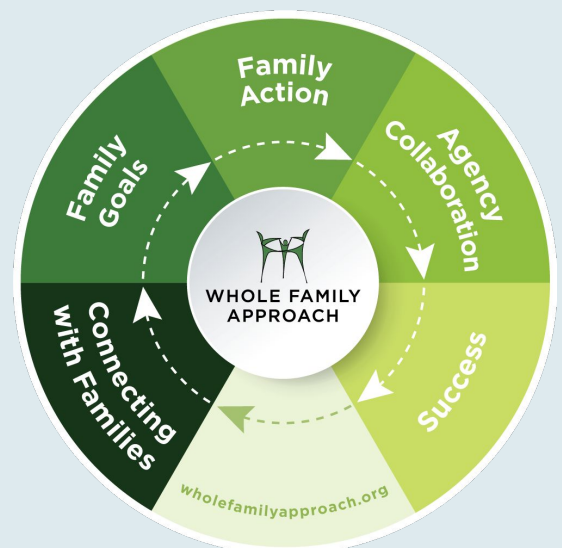 Family
Action
Agency
Collaboration
Success
wholefamilyapproach.org
Connecting
with Families
Family
Goals
WHOLE FAMILY
APPROACH